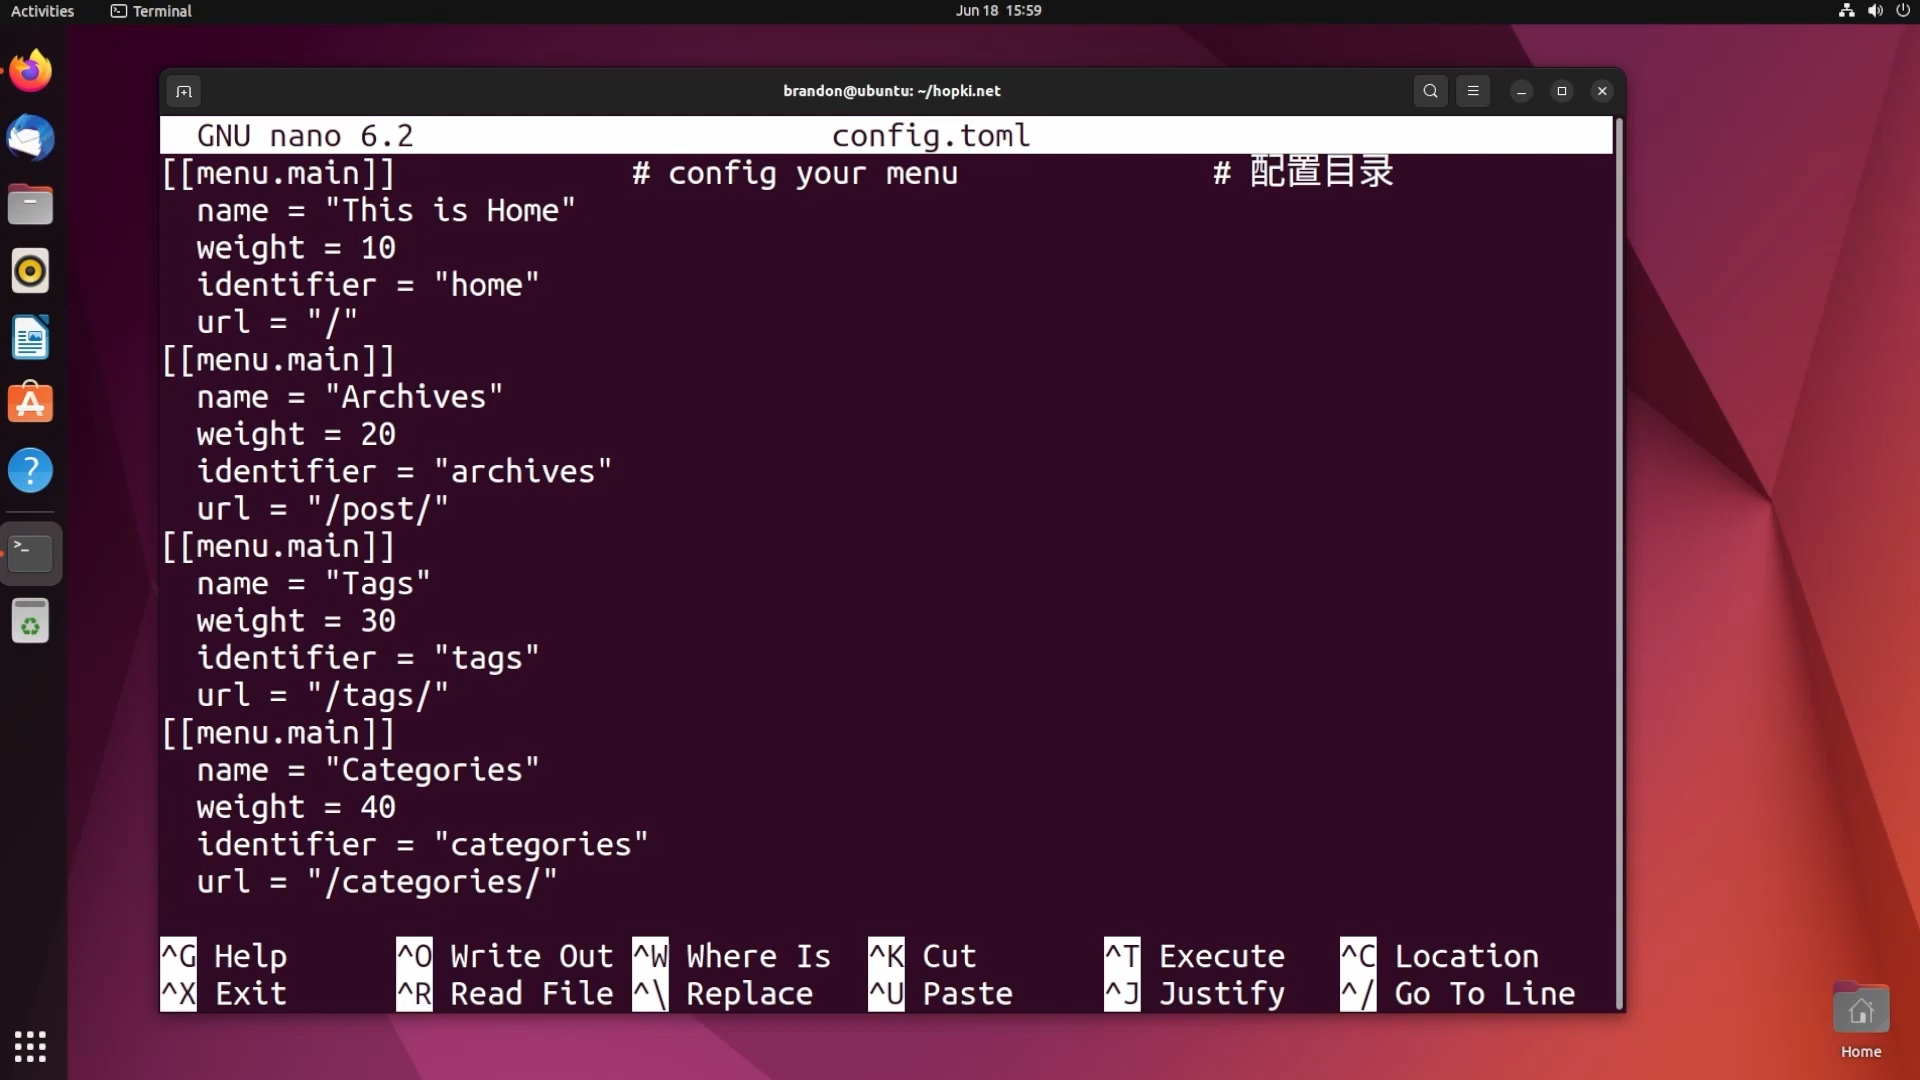 Activities
Terminal
Jun 18 15:59
brandon@ubuntu: ~/hopki.net
GNU nano 6.2 config.toml
[[menu.main]] # config your menu # 配置目录
name = "This is Home"
weight = 10
identifier = "home"
url = "/"
[[menu.main]]
name = "Archives"
weight = 20
identifier = "archives"
url = "/post/"
[[menu.main]]
name = "Tags"
weight = 30
identifier = "tags"
url = "/tags/"
[[menu.main]]
name = "Categories"
weight = 40
identifier = "categories"
url = "/categories/"
^G Help ^O Write Out ^W Where Is ^K Cut ^T Execute ^C Location
^X Exit ^R Read File ^\ Replace ^U Paste ^J Justify ^/ Go To Line
Home